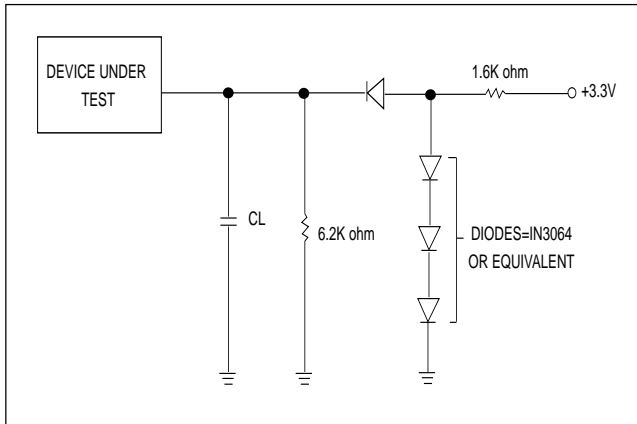 DEVICE UNDER
TEST
1.6K ohm
+3.3V
CL
6.2K ohm
DIODES=IN3064
OR EQUIVALENT